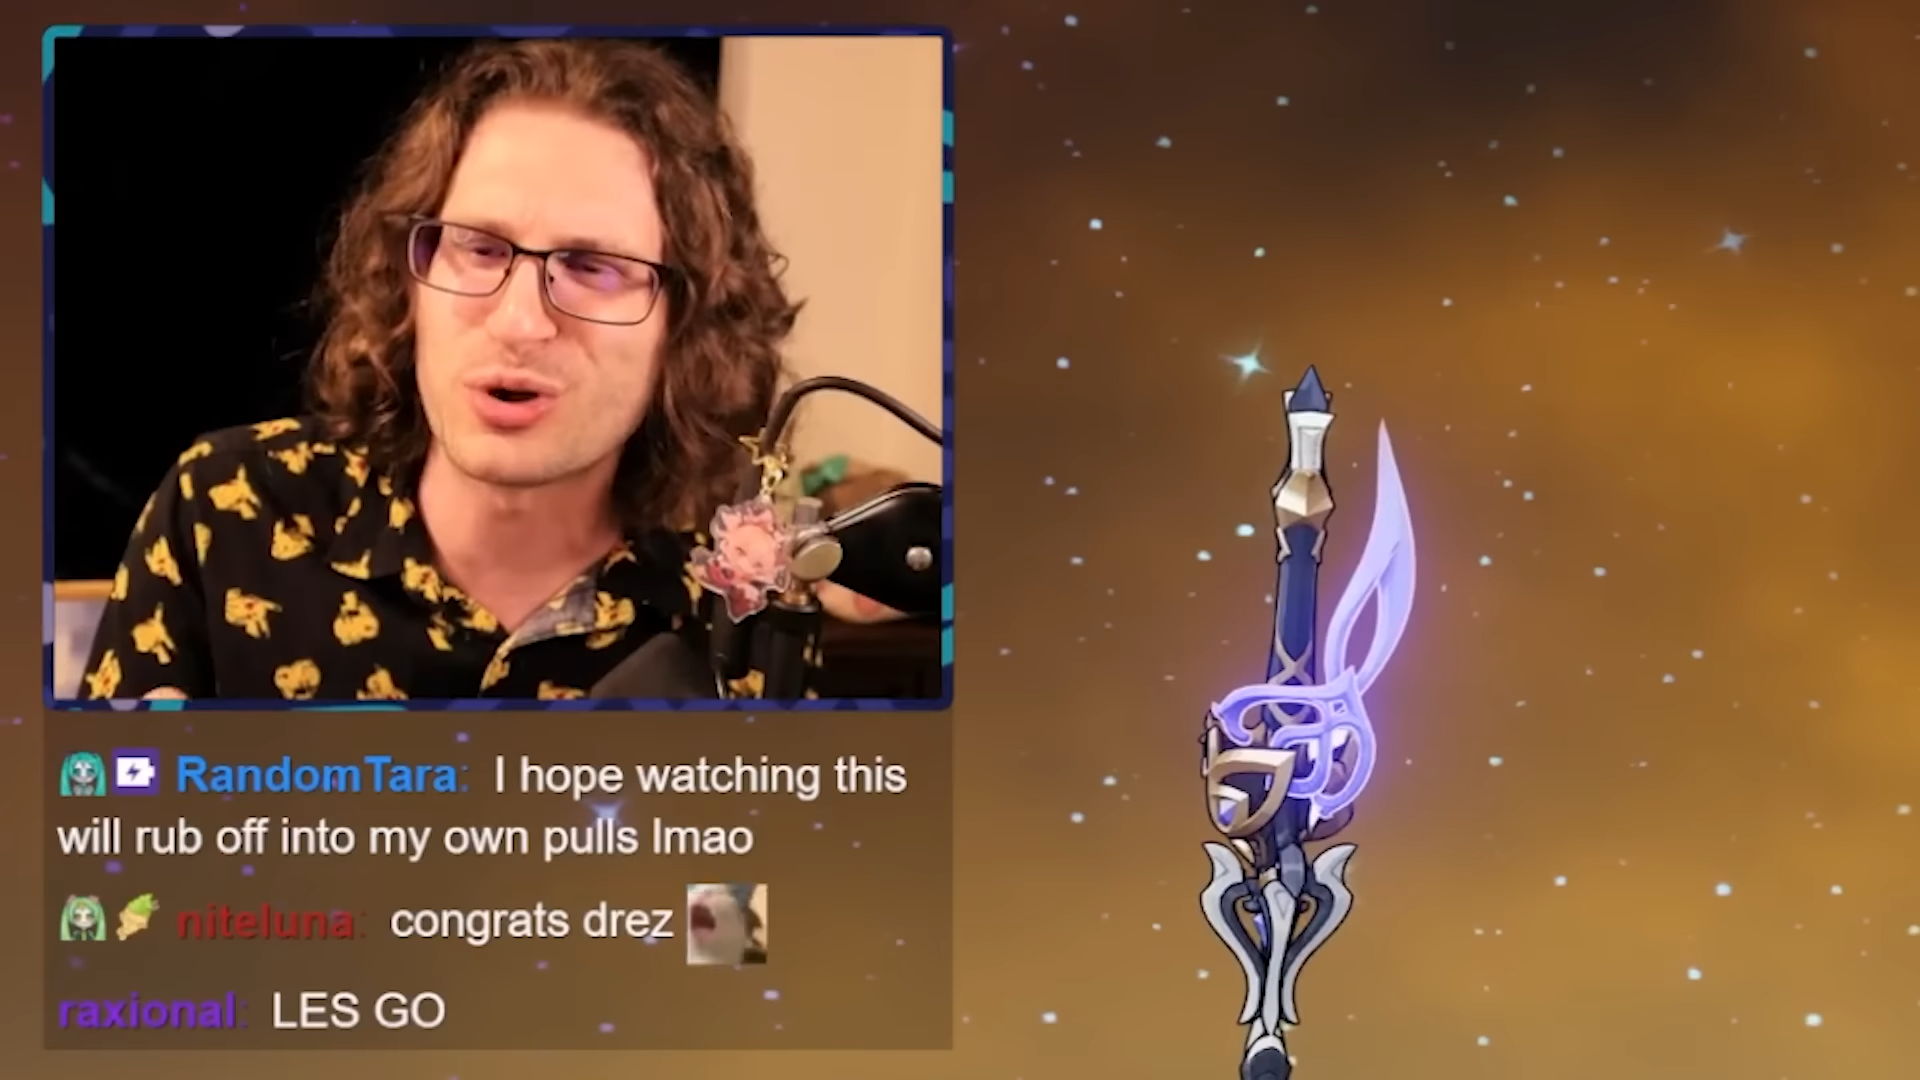 RandomTara: I hope watching this
will rub off into my own pulls lmao
niteluna: congrats drez
raxional: LES GO